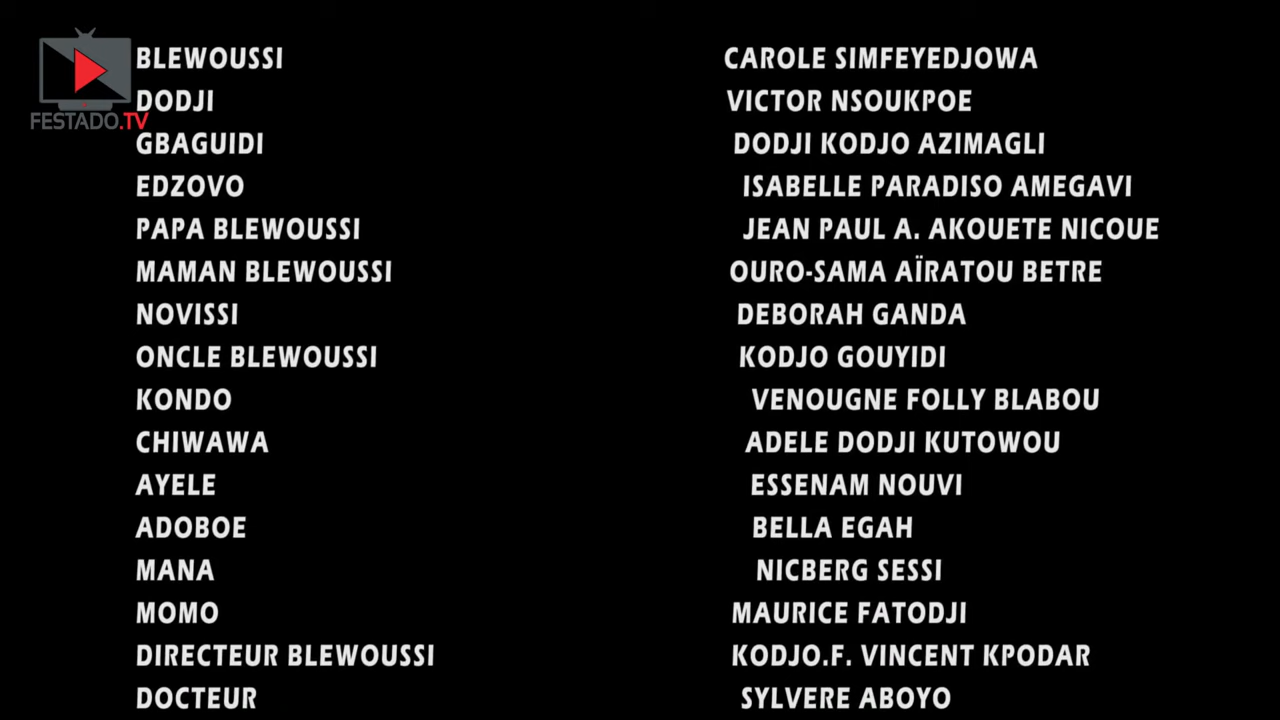 FESTADO.TV
BLEWOUSSI CAROLE SIMFEYEDJOWA
DODJI VICTOR NSOUKPOE
GBAGUIDI DODJI KODJO AZIMAGLI
EDZOVO ISABELLE PARADISO AMEGAVI
PAPA BLEWOUSSI JEAN PAUL A. AKOUETE NICOUE
MAMAN BLEWOUSSI OURO-SAMA AÏRATOU BETRE
NOVISSI DEBORAH GANDA
ONCLE BLEWOUSSI KODJO GOUYIDI
KONDO VENOUGNE FOLLY BLABOU
CHIWAWA ADELE DODJI KUTOWOU
AYELE ESSENAM NOUVI
ADOBOE BELLA EGAH
MANA NICBERG SESSI
MOMO MAURICE FATODJI
DIRECTEUR BLEWOUSSI KODJO.F. VINCENT KPODAR
DOCTEUR SYLVERE ABOYO